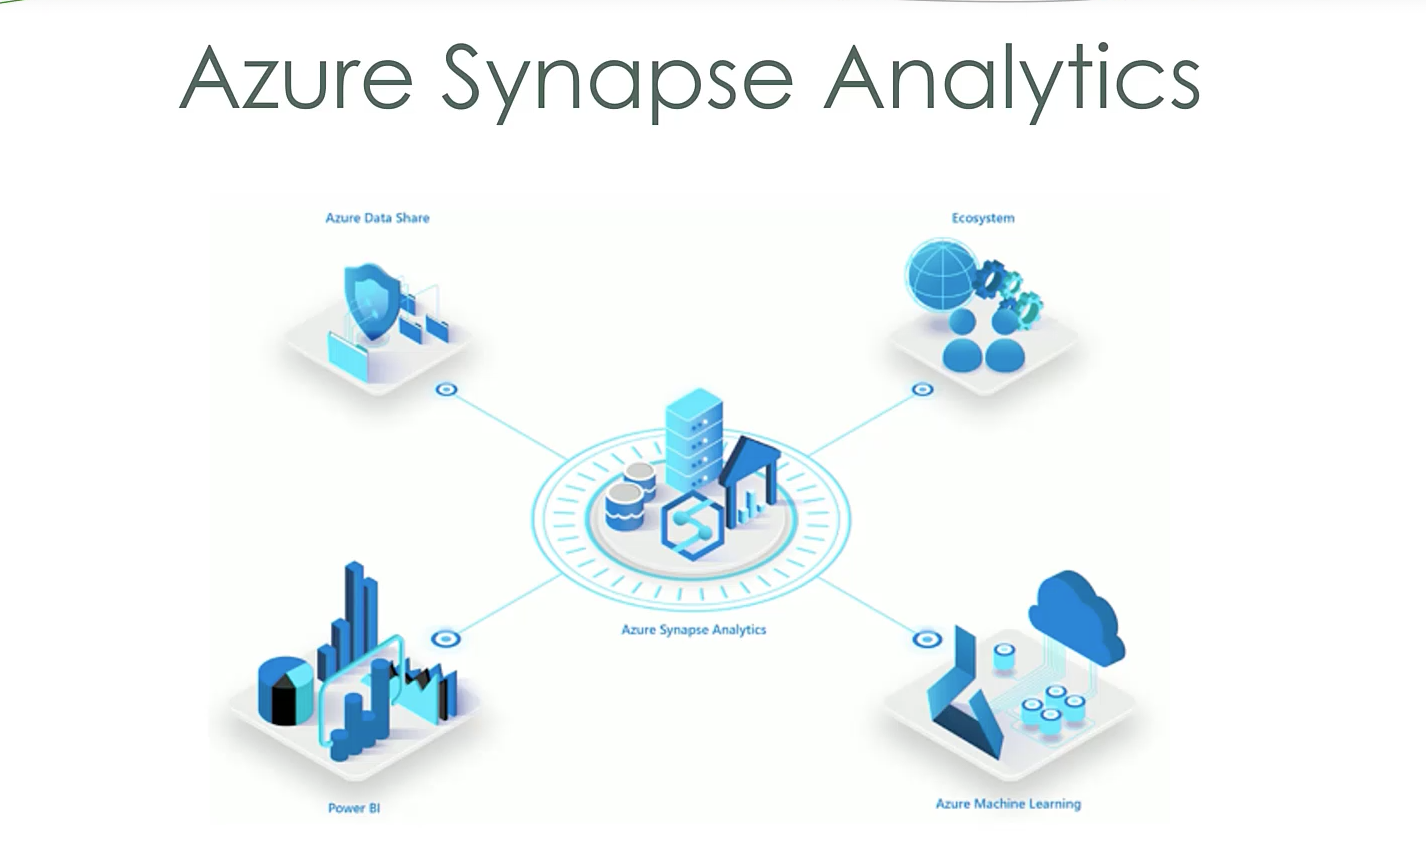 Azure Synapse Analytics
Azure Data Share
Ecosystem
Azure Synapse Analytics
Power BI
Azure Machine Learning